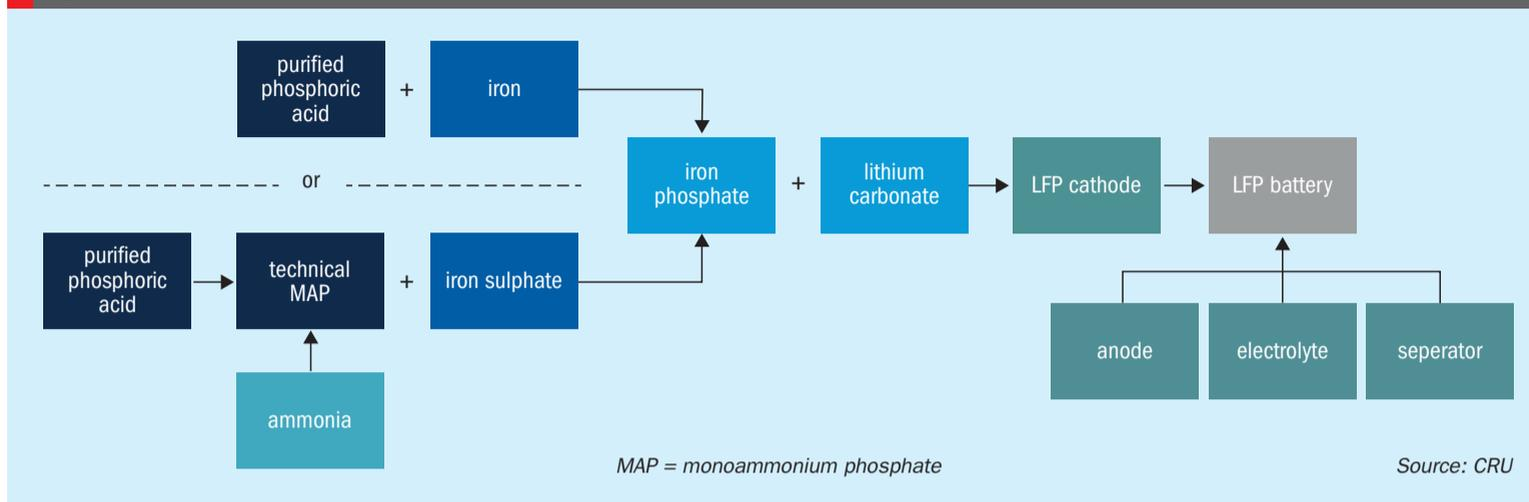 purified
phosphoric
acid
+
iron
or
iron
phosphate
+
lithium
carbonate
LFP cathode
LFP battery
purified
phosphoric
acid
technical
MAP
+
iron sulphate
anode
electrolyte
seperator
ammonia
MAP = monoammonium phosphate
Source: CRU